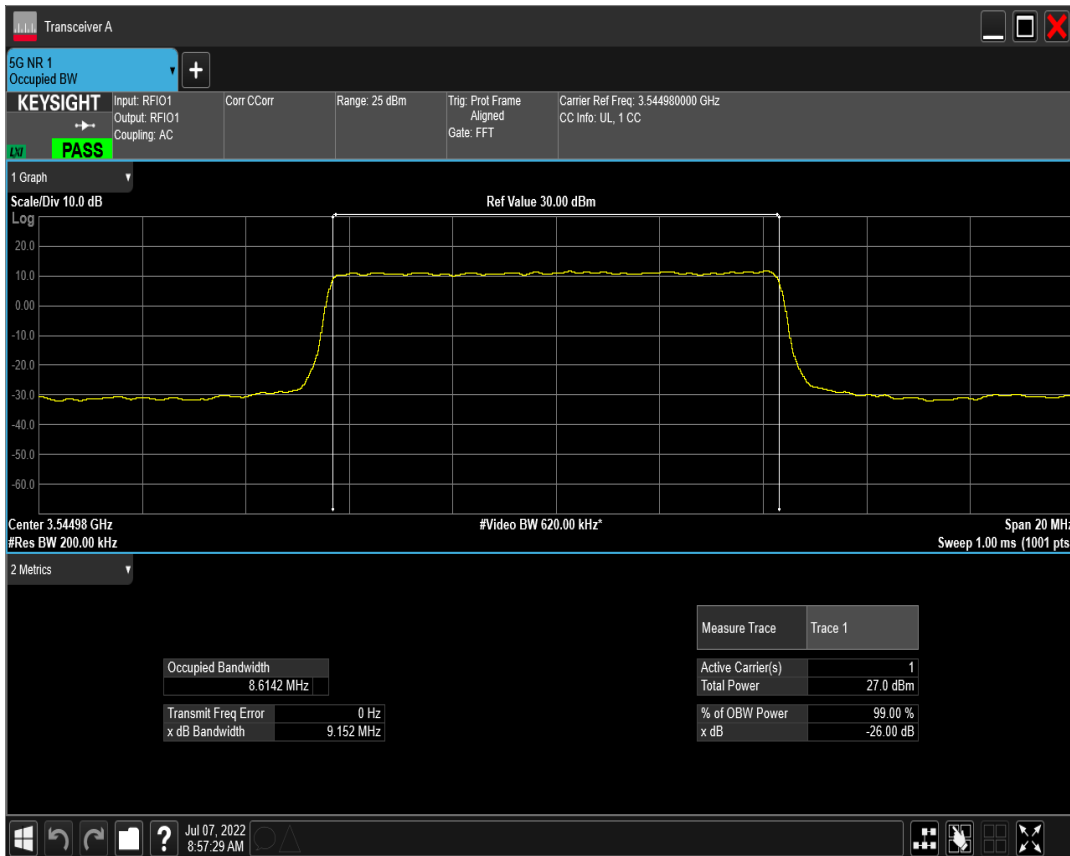 Transceiver A
5G NR 1
Occupied BW
+
KEYSIGHT
LXI
PASS
Input: RFIO1
Output: RFIO1
Coupling: AC
Corr CCorr
Range: 25 dBm
Trig: Prot Frame
Aligned
Gate: FFT
Carrier Ref Freq: 3.544980000 GHz
CC Info: UL, 1 CC
1 Graph
Scale/Div 10.0 dB
Ref Value 30.00 dBm
Log
20.0
10.0
0.00
-10.0
-20.0
-30.0
-40.0
-50.0
-60.0
Center 3.54498 GHz
#Video BW 620.00 kHz*
Span 20 MHz
#Res BW 200.00 kHz
Sweep 1.00 ms (1001 pts
2 Metrics
Measure Trace Trace 1
Occupied Bandwidth
8.6142 MHz
Active Carrier(s) 1
Total Power 27.0 dBm
Transmit Freq Error 0 Hz
x dB Bandwidth 9.152 MHz
% of OBW Power 99.00 %
x dB -26.00 dB
?
Jul 07, 2022
8:57:29 AM